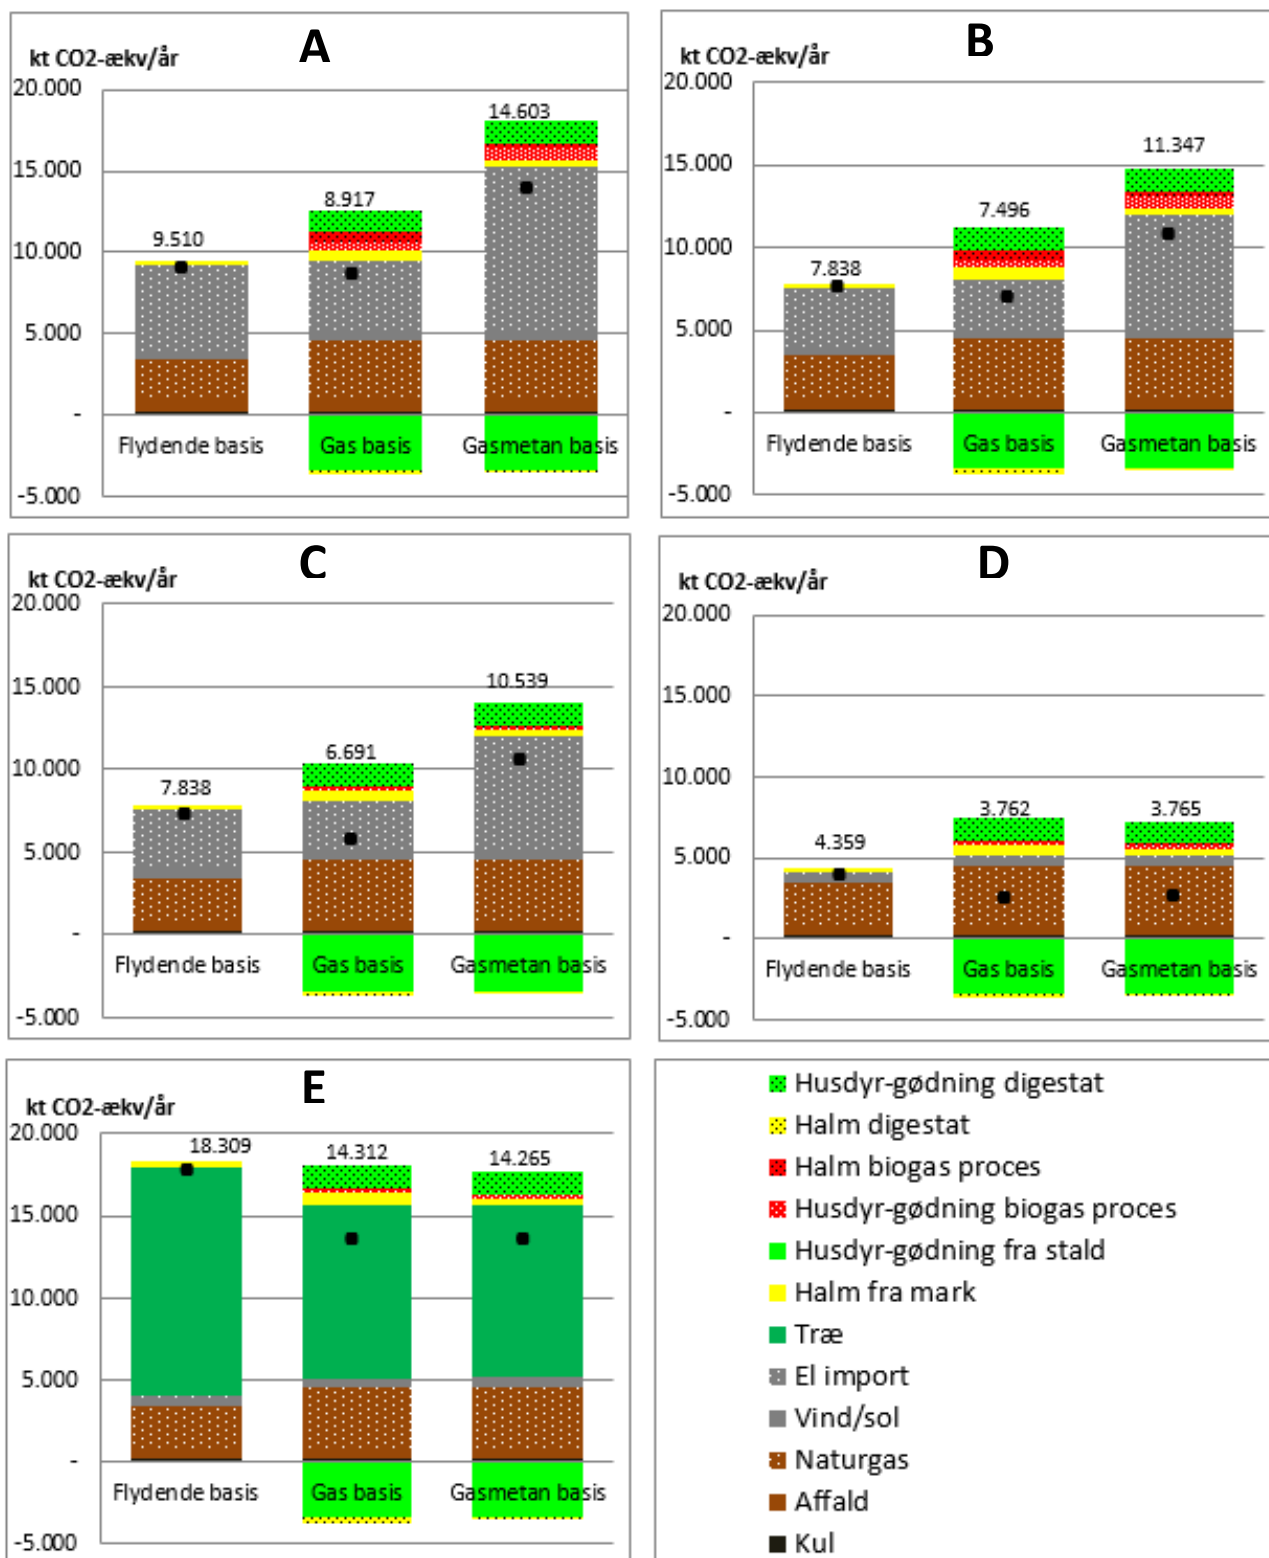 A
kt CO2-ækv/år
20.000
15.000
10.000
5.000
-
-5.000
9.510
8.917
14.603
Flydende basis
Gas basis
Gasmetan basis
B
kt CO2-ækv/år
20.000
15.000
10.000
5.000
-
-5.000
7.838
7.496
11.347
Flydende basis
Gas basis
Gasmetan basis
C
kt CO2-ækv/år
20.000
15.000
10.000
5.000
-
-5.000
7.838
6.691
10.539
Flydende basis
Gas basis
Gasmetan basis
D
kt CO2-ækv/år
20.000
15.000
10.000
5.000
-
-5.000
4.359
3.762
3.765
Flydende basis
Gas basis
Gasmetan basis
E
kt CO2-ækv/år
20.000
15.000
10.000
5.000
-
-5.000
18.309
14.312
14.265
Flydende basis
Gas basis
Gasmetan basis
Husdyr-gødning digestat
Halm digestat
Halm biogas proces
Husdyr-gødning biogas proces
Husdyr-gødning fra stald
Halm fra mark
Træ
El import
Vind/sol
Naturgas
Affald
Kul